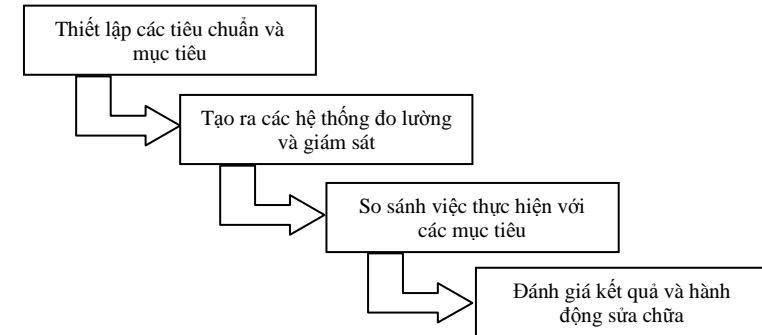 Thiết lập các tiêu chuẩn và
mục tiêu
Tạo ra các hệ thống đo lường
và giám sát
So sánh việc thực hiện với
các mục tiêu
Đánh giá kết quả và hành
động sửa chữa